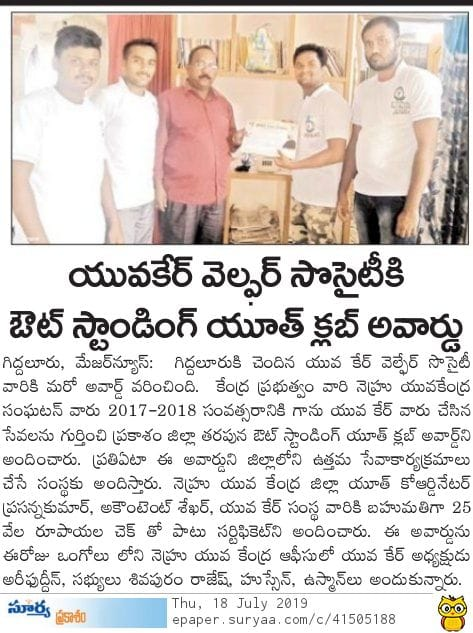 యువకేర్ వెల్ఫర్ సొసైటీకి
ఔట్ స్టాండింగ్ యూత్ క్లబ్ అవార్డు
గిద్దలూరు, మేజర్‌న్యూస్: గిద్దలూరుకి చెందిన యువ కేర్ వెల్ఫేర్ సొసైటీ
వారికి మరో అవార్డ్ వరించింది. కేంద్ర ప్రభుత్వం వారి నెహ్రు యువకేంద్ర
సంఘటన్ వారు 2017-2018 సంవత్సరానికి గాను యువ కేర్ వారు చేసిన
సేవలను గుర్తించి ప్రకాశం జిల్లా తరపున ఔట్ స్టాండింగ్ యూత్ క్లబ్ అవార్డ్‌ని
అందించారు. ప్రతిఏటా ఈ అవార్డుని జిల్లాలోని ఉత్తమ సేవాకార్యక్రమాలు
చేసే సంస్థకు అందిస్తారు. నెహ్రు యువ కేంద్ర జిల్లా యూత్ కోఆర్డినేటర్
ప్రసన్నకుమార్, అకౌంటెంట్ శేఖర్, యువ కేర్ సంస్థ వారికి బహుమతిగా 25
వేల రూపాయల చెక్ తో పాటు సర్టిఫికెట్‌ని అందించారు. ఈ అవార్డును
ఈరోజు ఒంగోలు లోని నెహ్రు యువ కేంద్ర ఆఫీసులో యువ కేర్ అధ్యక్షుడు
అరీఫుద్దీన్, సభ్యులు శివపురం రాజేష్, హుస్సేన్, ఉస్మాన్‌లు అందుకున్నారు.
సూర్య ప్రకాశం
Thu, 18 July 2019
epaper.suryaa.com/c/41505188